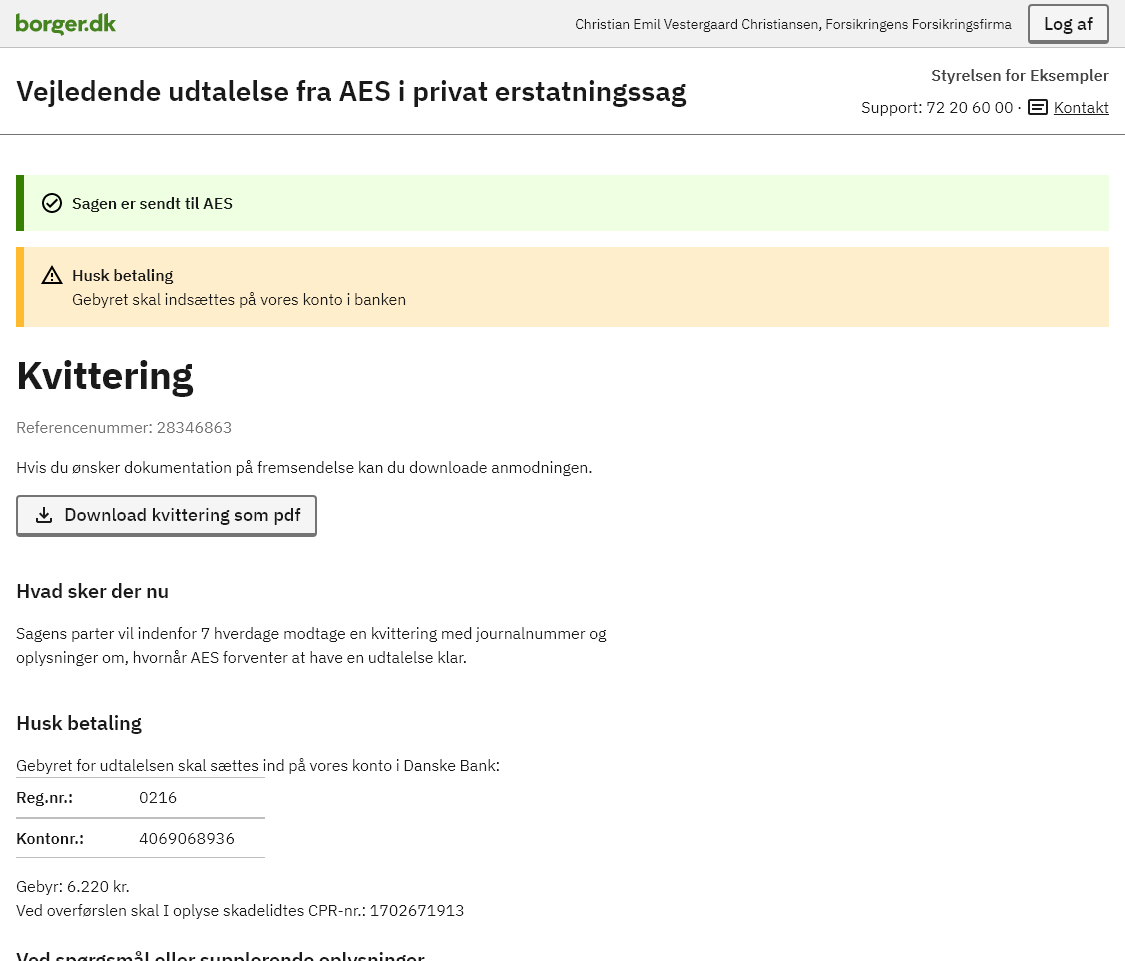 borger.dk
Christian Emil Vestergaard Christiansen, Forsikringens Forsikringsfirma
Log af
Vejledende udtalelse fra AES i privat erstatningssag
Styrelsen for Eksempler
Support: 72 20 60 00 · Kontakt
Sagen er sendt til AES
Husk betaling
Gebyret skal indsættes på vores konto i banken
Kvittering
Referencenummer: 28346863
Hvis du ønsker dokumentation på fremsendelse kan du downloade anmodningen.
Download kvittering som pdf
Hvad sker der nu
Sagens parter vil indenfor 7 hverdage modtage en kvittering med journalnummer og
oplysninger om, hvornår AES forventer at have en udtalelse klar.
Husk betaling
Gebyret for udtalelsen skal sættes ind på vores konto i Danske Bank:
Reg.nr.: 0216
Kontonr.: 4069068936
Gebyr: 6.220 kr.
Ved overførslen skal I oplyse skadelidtes CPR-nr.: 1702671913
Ved spørgsmål eller supplerende oplysninger